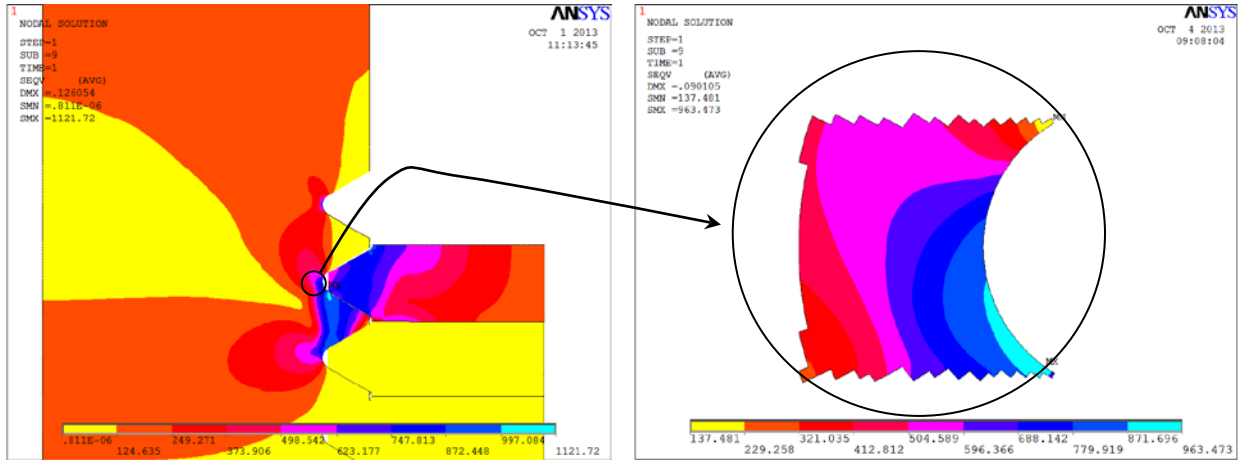 1
NODAL SOLUTION
STEP=1
SUB =9
TIME=1
SEQV (AVG)
DMX =.126054
SMN =.811E-06
SMX =1121.72
ANSYS
OCT 1 2013
11:13:45
MX
.811E-06 249.271 498.542 747.813 997.084
124.635 373.906 623.177 872.448 1121.72
1
NODAL SOLUTION
STEP=1
SUB =9
TIME=1
SEQV (AVG)
DMX =.090105
SMN =137.481
SMX =963.473
ANSYS
OCT 4 2013
09:08:04
MN
MX
137.481 321.035 504.589 688.142 871.696
229.258 412.812 596.366 779.919 963.473